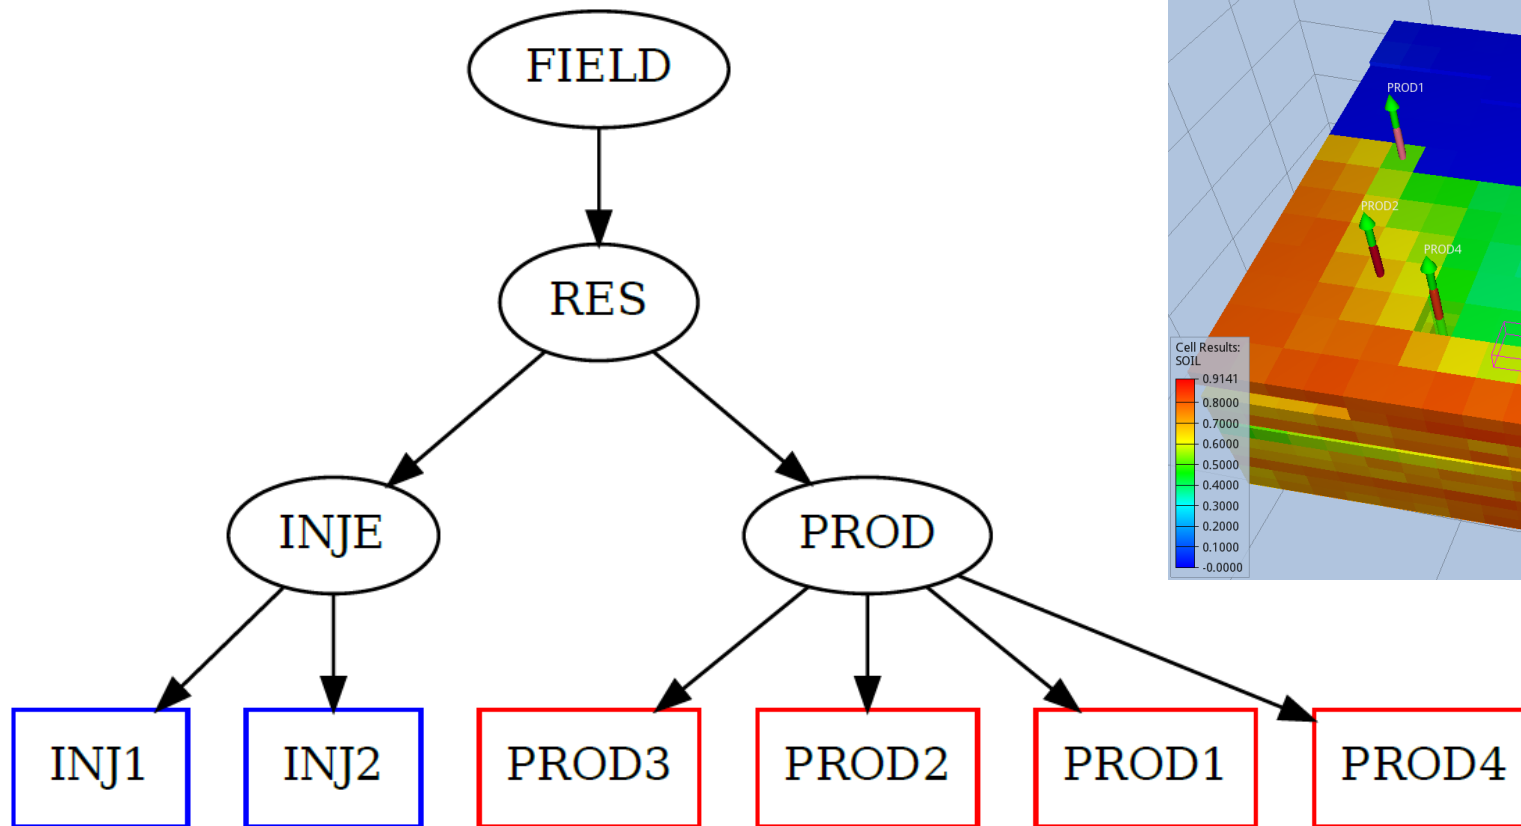 FIELD
RES
INJE
PROD
INJ1
INJ2
PROD3
PROD2
PROD1
PROD4
PROD1
PROD2
PROD4
Cell Results:
SOIL
0.9141
0.8000
0.7000
0.6000
0.5000
0.4000
0.3000
0.2000
0.1000
-0.0000